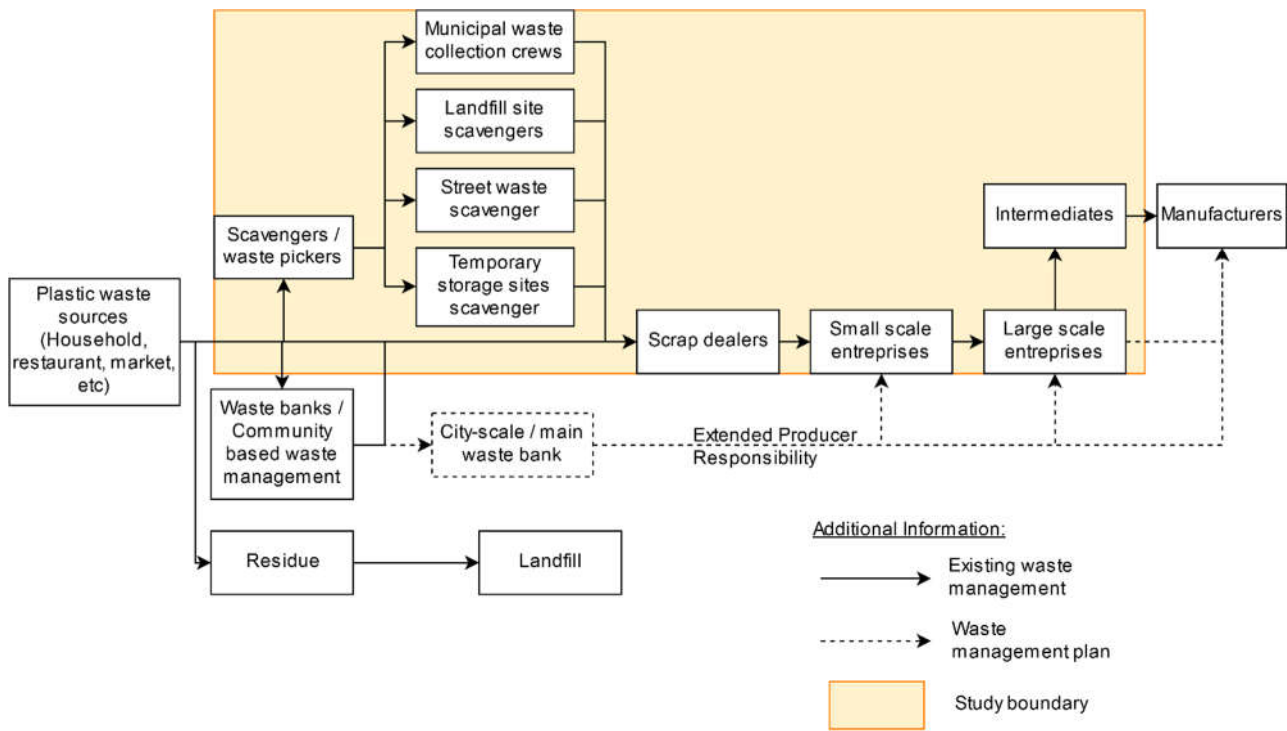 Municipal waste
collection crews
Landfill site
scavengers
Street waste
scavenger
Temporary
storage sites
scavenger
Scavengers /
waste pickers
Intermediates
Manufacturers
Plastic waste
sources
(Household,
restaurant, market,
etc)
Scrap dealers
Small scale
entreprises
Large scale
entreprises
Waste banks /
Community
based waste
management
City-scale / main
waste bank
Extended Producer
Responsibility
Residue
Landfill
Additional Information:
Existing waste
management
Waste
management plan
Study boundary